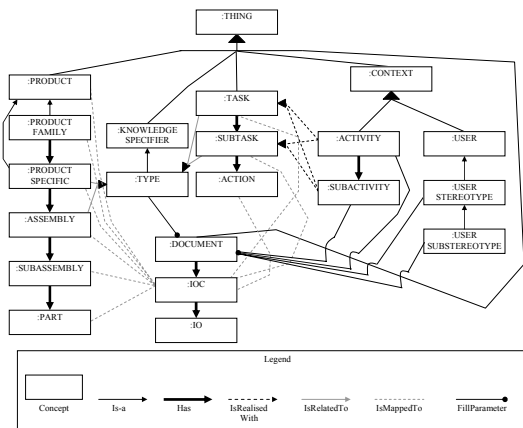 :THING
:CONTEXT
:PRODUCT
:TASK
:PRODUCT
FAMILY
:KNOWLEDGE
SPECIFIER
:SUBTASK
:ACTIVITY
:USER
:PRODUCT
SPECIFIC
:TYPE
:ACTION
:SUBACTIVITY
:USER
STEREOTYPE
:ASSEMBLY
:DOCUMENT
:USER
SUBSTEREOTYPE
:SUBASSEMBLY
:IOC
:PART
:IO
Legend
Concept
Is-a
Has
IsRealised
With
IsRelatedTo
IsMappedTo
FillParameter